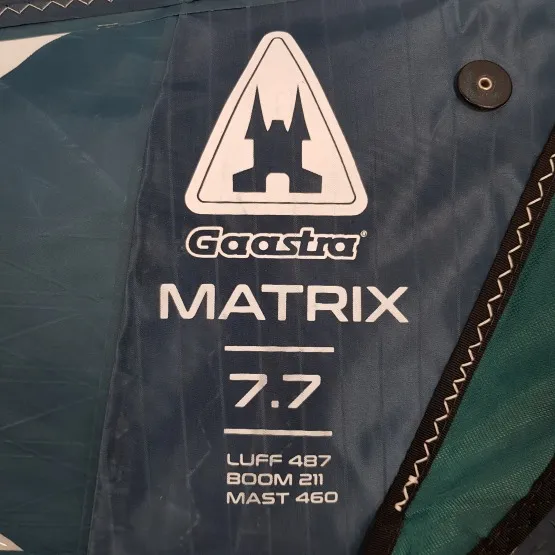 Gaastra®
MATRIX
7.7
LUFF 487
BOOM 211
MAST 460